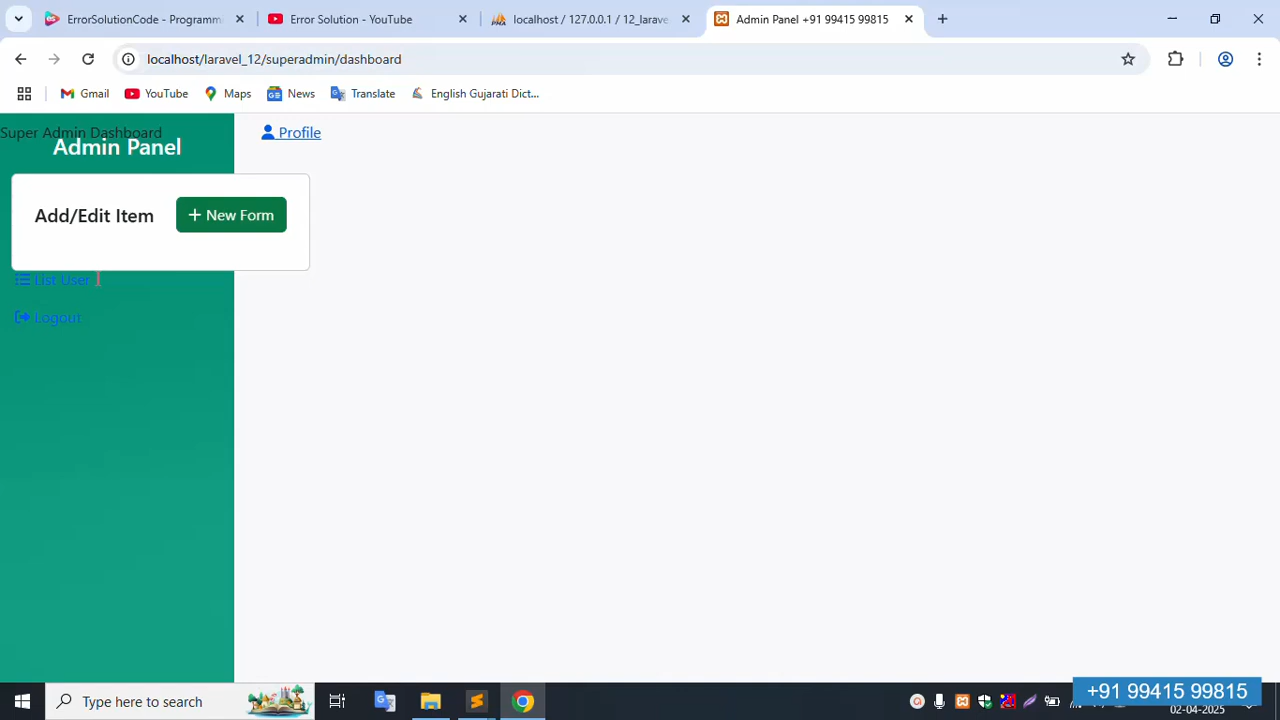 ErrorSolutionCode - Programm
Error Solution - YouTube
localhost / 127.0.0.1 / 12_larave
Admin Panel +91 99415 99815
localhost/laravel_12/superadmin/dashboard
Gmail
YouTube
Maps
News
Translate
English Gujarati Dict...
Super Admin Dashboard
Profile
Admin Panel
Add/Edit Item
New Form
List User
Logout
Type here to search
+91 99415 99815
02-04-2025